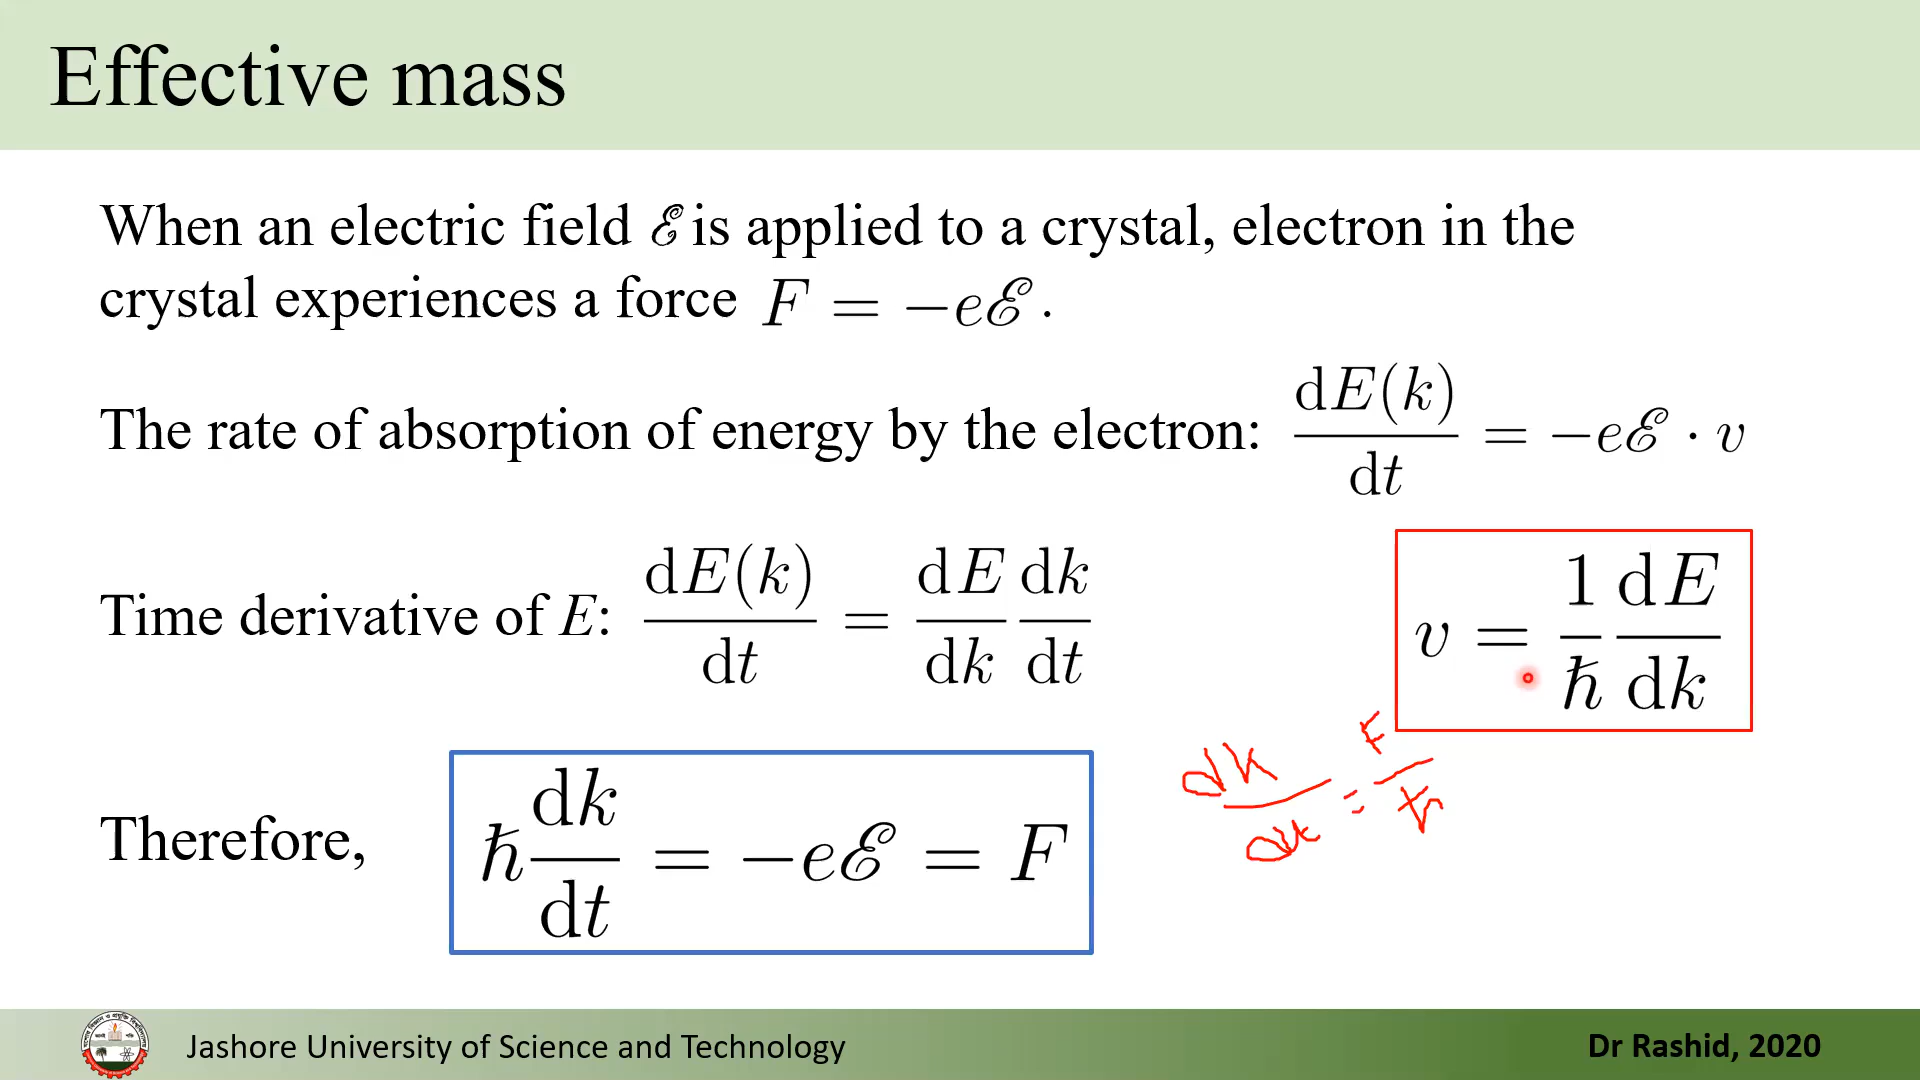 Effective mass
When an electric field ℰ is applied to a crystal, electron in the
crystal experiences a force F = −eℰ.
The rate of absorption of energy by the electron: dE(k)/dt = −eℰ · v
Time derivative of E: dE(k)/dt = dE/dk dk/dt
v = 1/ħ dE/dk
dk/dt = F/ħ
Therefore, ħ dk/dt = −eℰ = F
Jashore University of Science and Technology
Dr Rashid, 2020